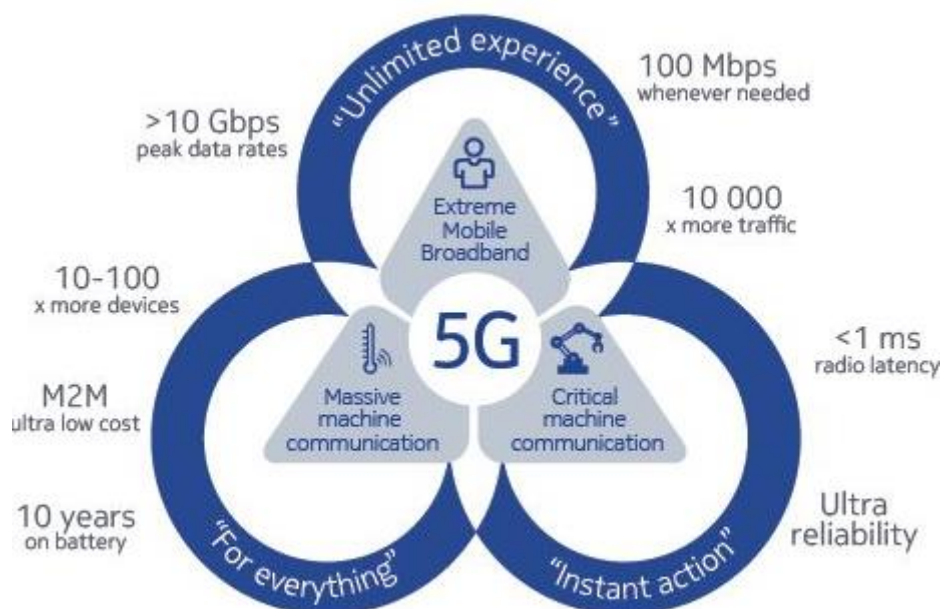 "Unlimited experience"
100 Mbps
whenever needed
>10 Gbps
peak data rates
Extreme
Mobile
Broadband
10 000
x more traffic
10-100
x more devices
5G
<1 ms
radio latency
M2M
ultra low cost
Massive
machine
communication
Critical
machine
communication
10 years
on battery
Ultra
reliability
"For everything"
"Instant action"